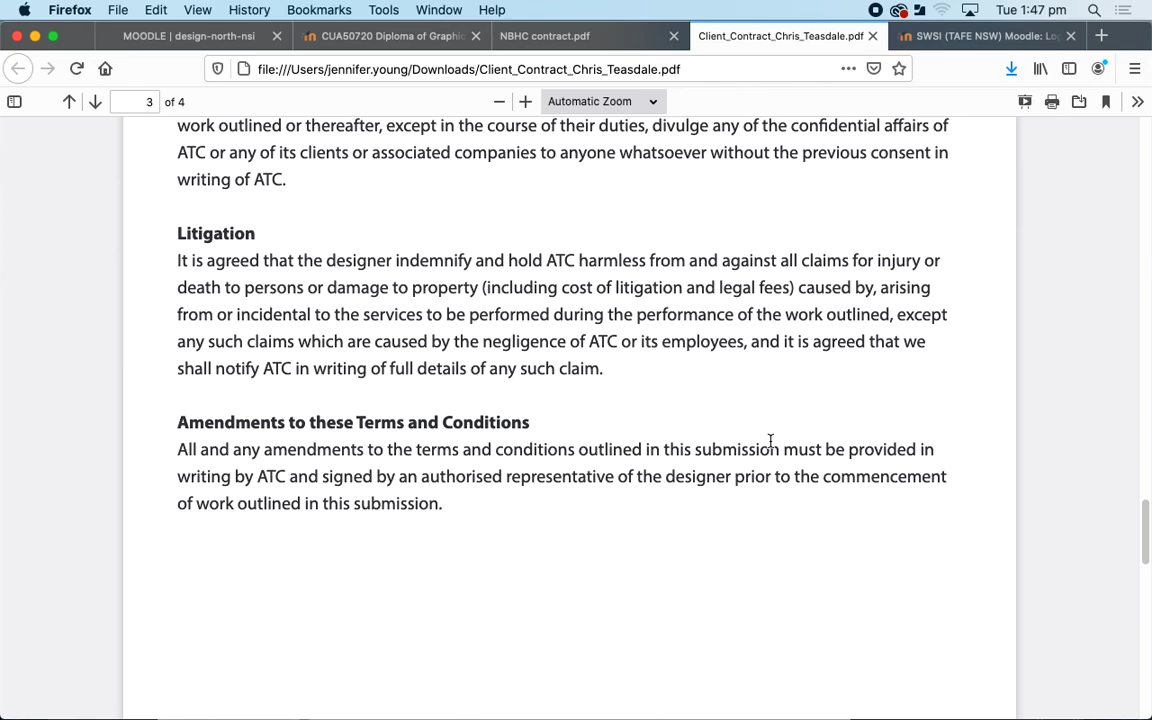 Firefox File Edit View History Bookmarks Tools Window Help Tue 1:47 pm
MOODLE | design-north-nsi CUA50720 Diploma of Graphic NBHC contract.pdf Client_Contract_Chris_Teasdale.pdf SWSI (TAFE NSW) Moodle: Log
file:///Users/jennifer.young/Downloads/Client_Contract_Chris_Teasdale.pdf
3 of 4 Automatic Zoom
work outlined or thereafter, except in the course of their duties, divulge any of the confidential affairs of
ATC or any of its clients or associated companies to anyone whatsoever without the previous consent in
writing of ATC.
Litigation
It is agreed that the designer indemnify and hold ATC harmless from and against all claims for injury or
death to persons or damage to property (including cost of litigation and legal fees) caused by, arising
from or incidental to the services to be performed during the performance of the work outlined, except
any such claims which are caused by the negligence of ATC or its employees, and it is agreed that we
shall notify ATC in writing of full details of any such claim.
Amendments to these Terms and Conditions
All and any amendments to the terms and conditions outlined in this submission must be provided in
writing by ATC and signed by an authorised representative of the designer prior to the commencement
of work outlined in this submission.